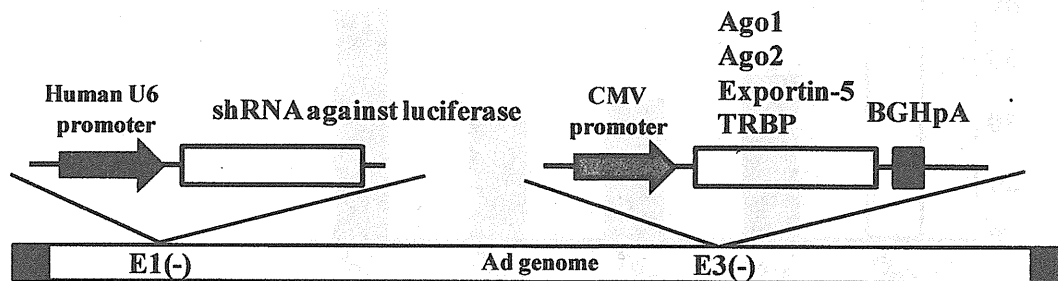 Human U6
promoter
shRNA against luciferase
CMV
promoter
Ago1
Ago2
Exportin-5
TRBP
BGHpA
E1(-)
Ad genome
E3(-)